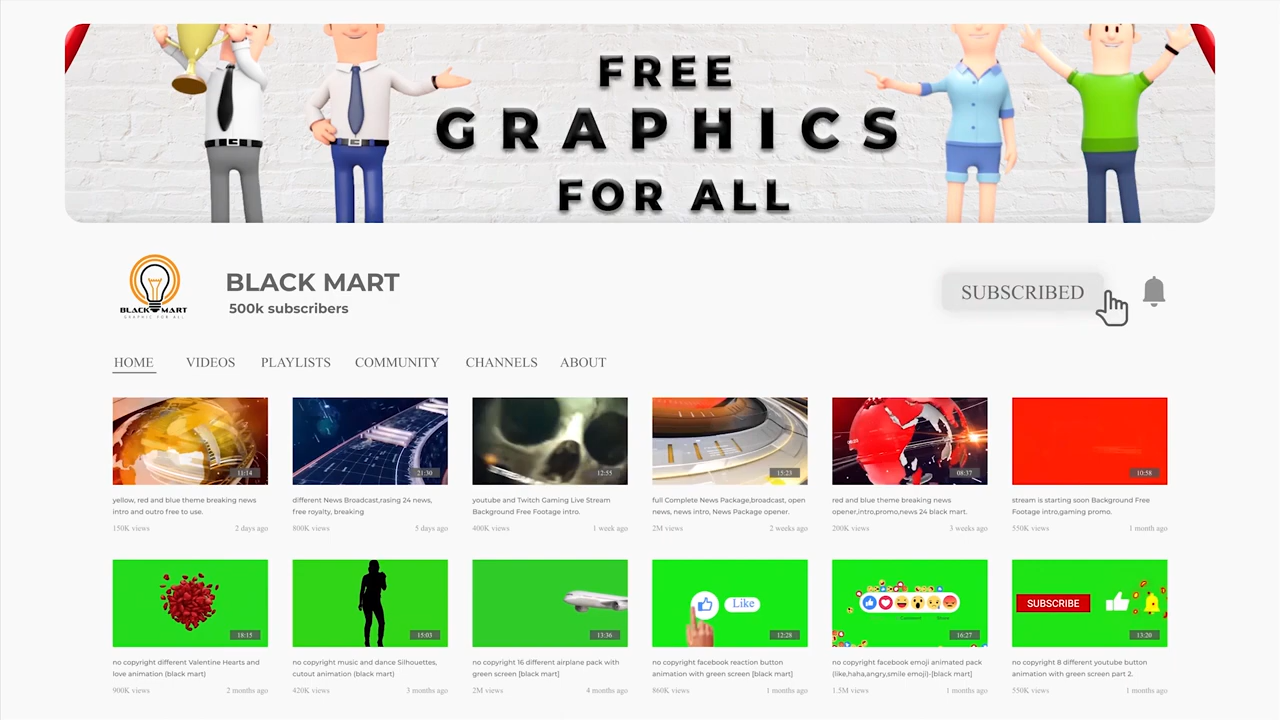 FREE
GRAPHICS
FOR ALL
BLACK MART
GRAPHIC FOR ALL
BLACK MART
500k subscribers
SUBSCRIBED
HOME VIDEOS PLAYLISTS COMMUNITY CHANNELS ABOUT
11:14 21:30 12:55 15:23 08:37 10:58
yellow, red and blue theme breaking news
intro and outro free to use.
150K views 2 days ago
different News Broadcast,rasing 24 news,
free royalty, breaking
800K views 5 days ago
youtube and Twitch Gaming Live Stream
Background Free Footage intro.
400K views 1 week ago
full Complete News Package,broadcast, open
news, news intro, News Package opener.
2M views 2 weeks ago
red and blue theme breaking news
opener,intro,promo,news 24 black mart.
200K views 3 weeks ago
stream is starting soon Background Free
Footage intro,gaming promo.
550K views 1 month ago
Like
Comment Share
SUBSCRIBE
18:15 15:03 13:36 12:28 16:27 13:20
no copyright different Valentine Hearts and
love animation (black mart)
900K views 2 months ago
no copyright music and dance Silhouettes,
cutout animation (black mart)
420K views 3 months ago
no copyright 16 different airplane pack with
green screen [black mart]
2M views 4 months ago
no copyright facebook reaction button
animation with green screen [black mart]
860K views 1 months ago
no copyright facebook emoji animated pack
(like,haha,angry,smile emoji)-[black mart]
1.5M views 1 months ago
no copyright 8 different youtube button
animation with green screen part 2.
550K views 1 months ago